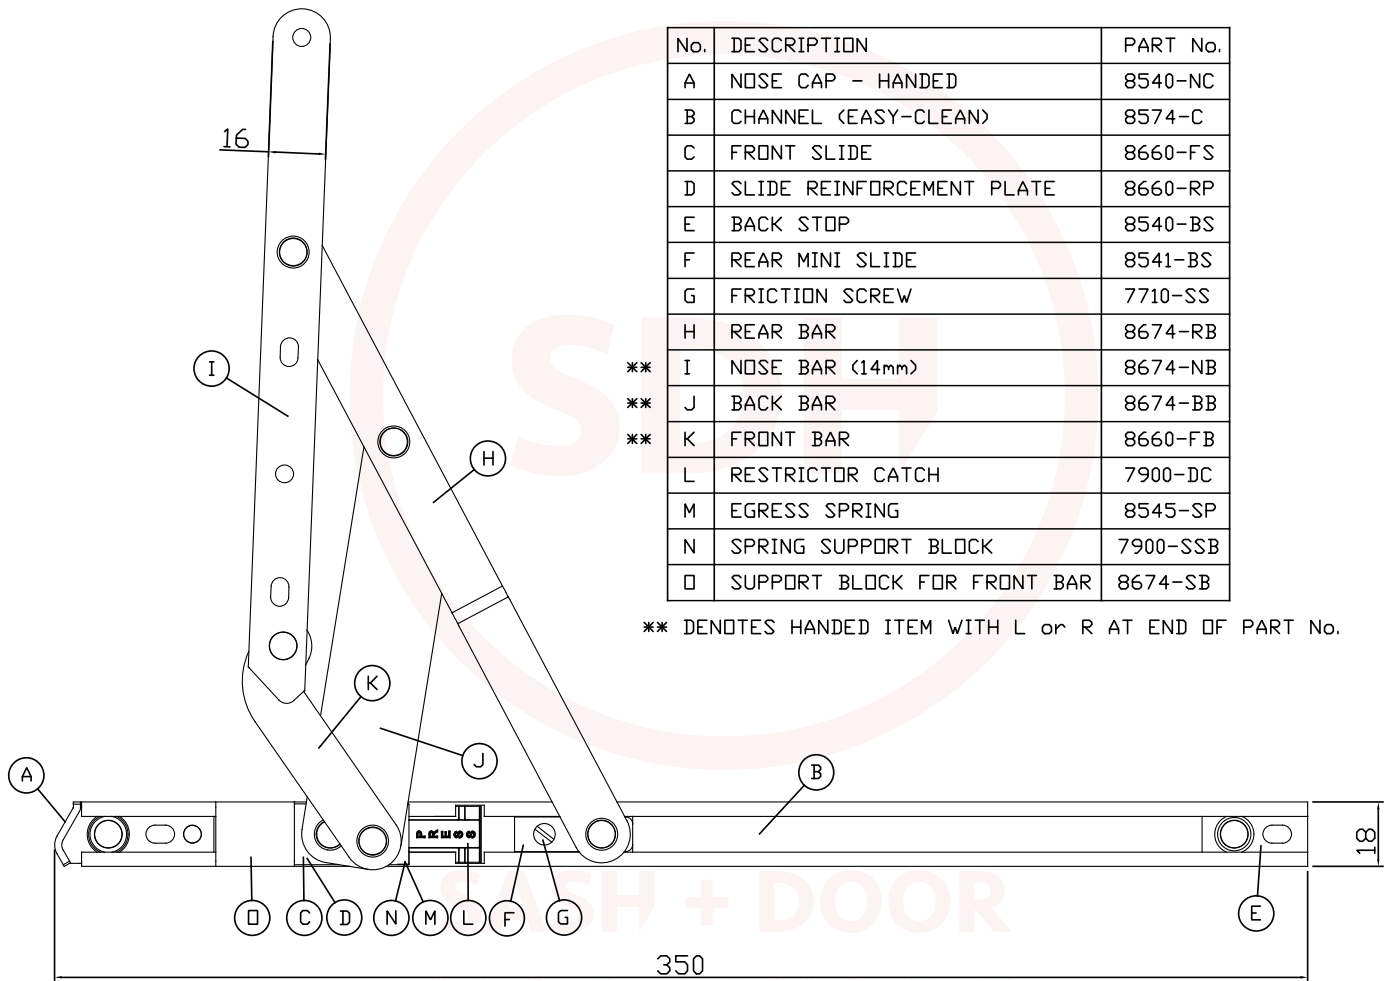 No. DESCRIPTION PART No.
A NOSE CAP - HANDED 8540-NC
B CHANNEL (EASY-CLEAN) 8574-C
C FRONT SLIDE 8660-FS
D SLIDE REINFORCEMENT PLATE 8660-RP
E BACK STOP 8540-BS
F REAR MINI SLIDE 8541-BS
G FRICTION SCREW 7710-SS
H REAR BAR 8674-RB
** I NOSE BAR (14mm) 8674-NB
** J BACK BAR 8674-BB
** K FRONT BAR 8660-FB
L RESTRICTOR CATCH 7900-DC
M EGRESS SPRING 8545-SP
N SPRING SUPPORT BLOCK 7900-SSB
O SUPPORT BLOCK FOR FRONT BAR 8674-SB
** DENOTES HANDED ITEM WITH L or R AT END OF PART No.
16
I
H
K
J
A
B
PRESS
18
O C D N M L F G E
350
SDH
SASH + DOOR